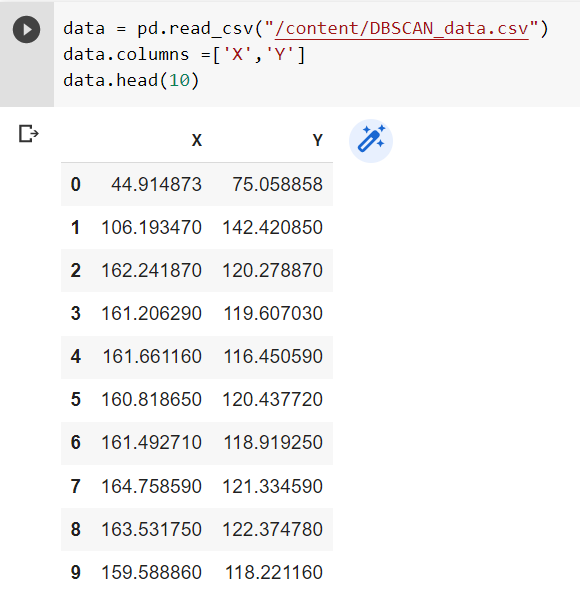 data = pd.read_csv("/content/DBSCAN_data.csv")
data.columns =['X','Y']
data.head(10)
X Y
0 44.914873 75.058858
1 106.193470 142.420850
2 162.241870 120.278870
3 161.206290 119.607030
4 161.661160 116.450590
5 160.818650 120.437720
6 161.492710 118.919250
7 164.758590 121.334590
8 163.531750 122.374780
9 159.588860 118.221160